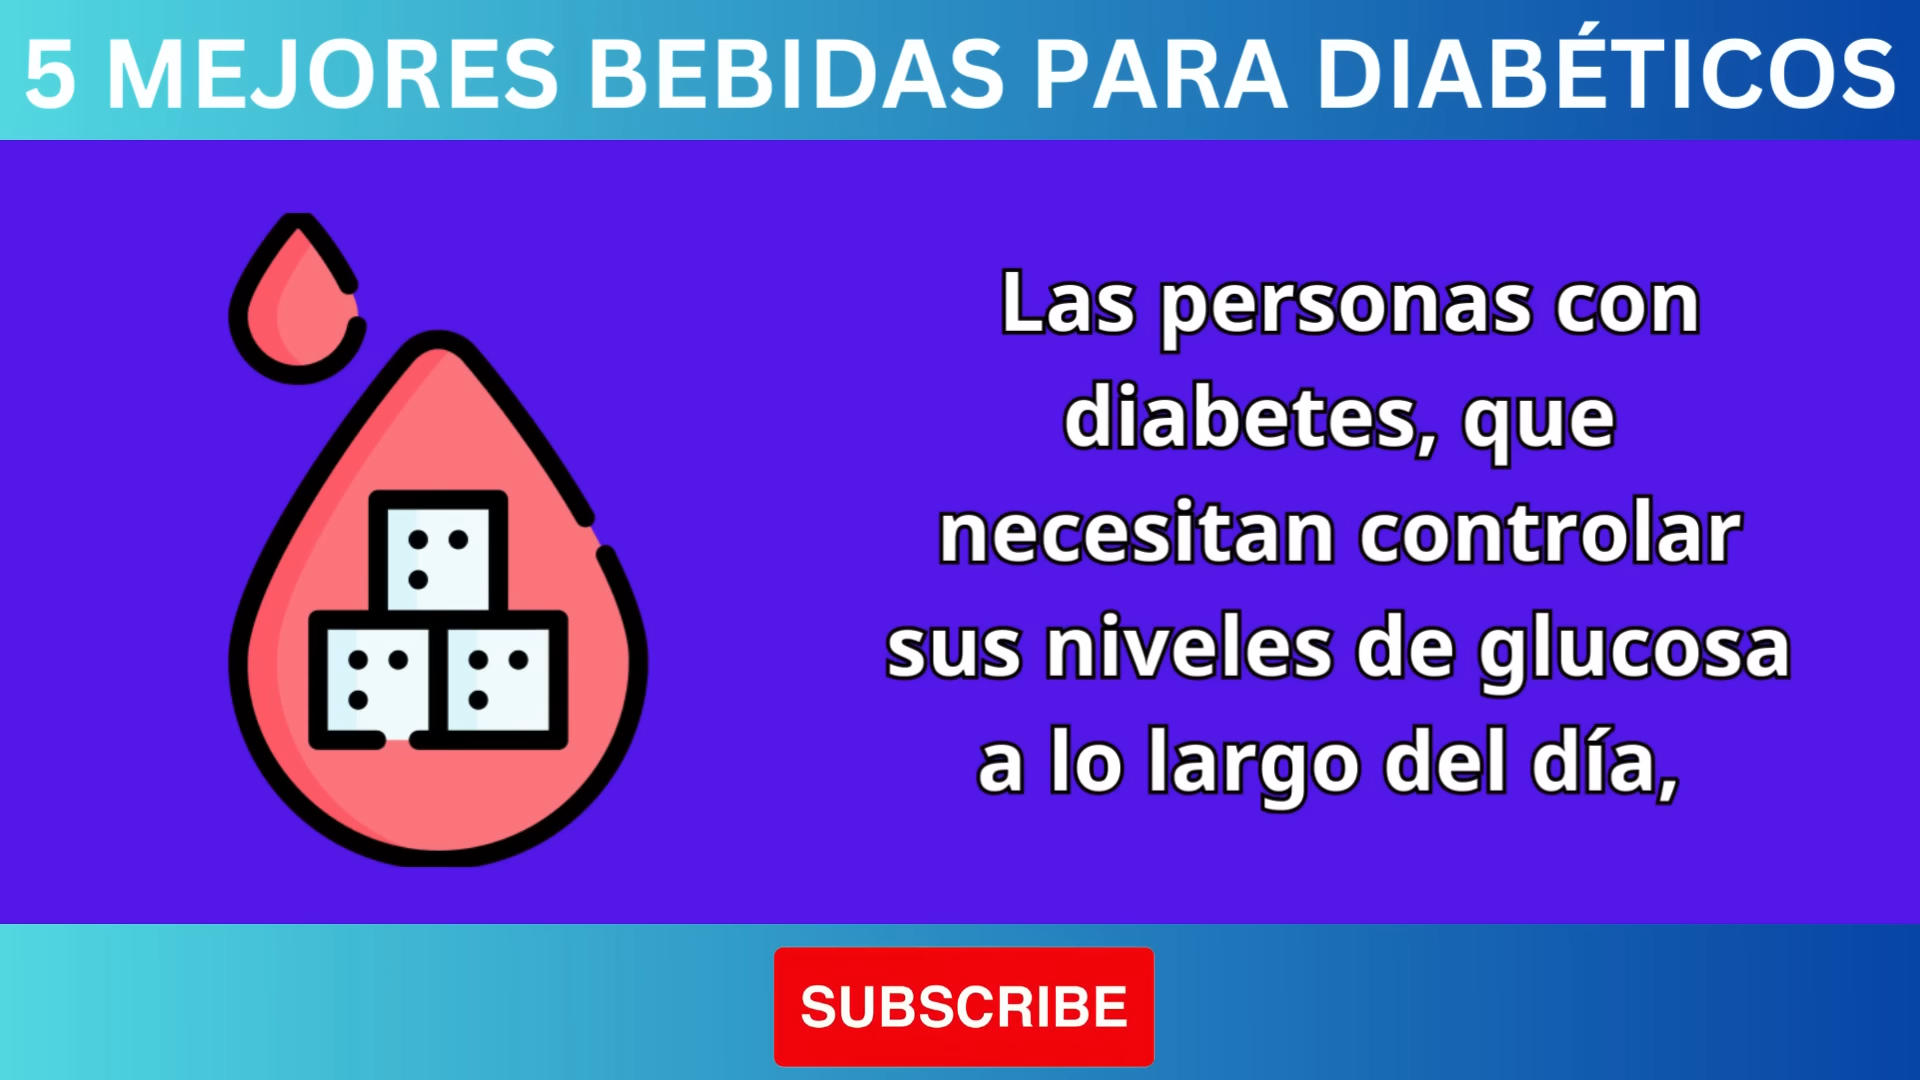 5 MEJORES BEBIDAS PARA DIABÉTICOS
Las personas con
diabetes, que
necesitan controlar
sus niveles de glucosa
a lo largo del día,
SUBSCRIBE